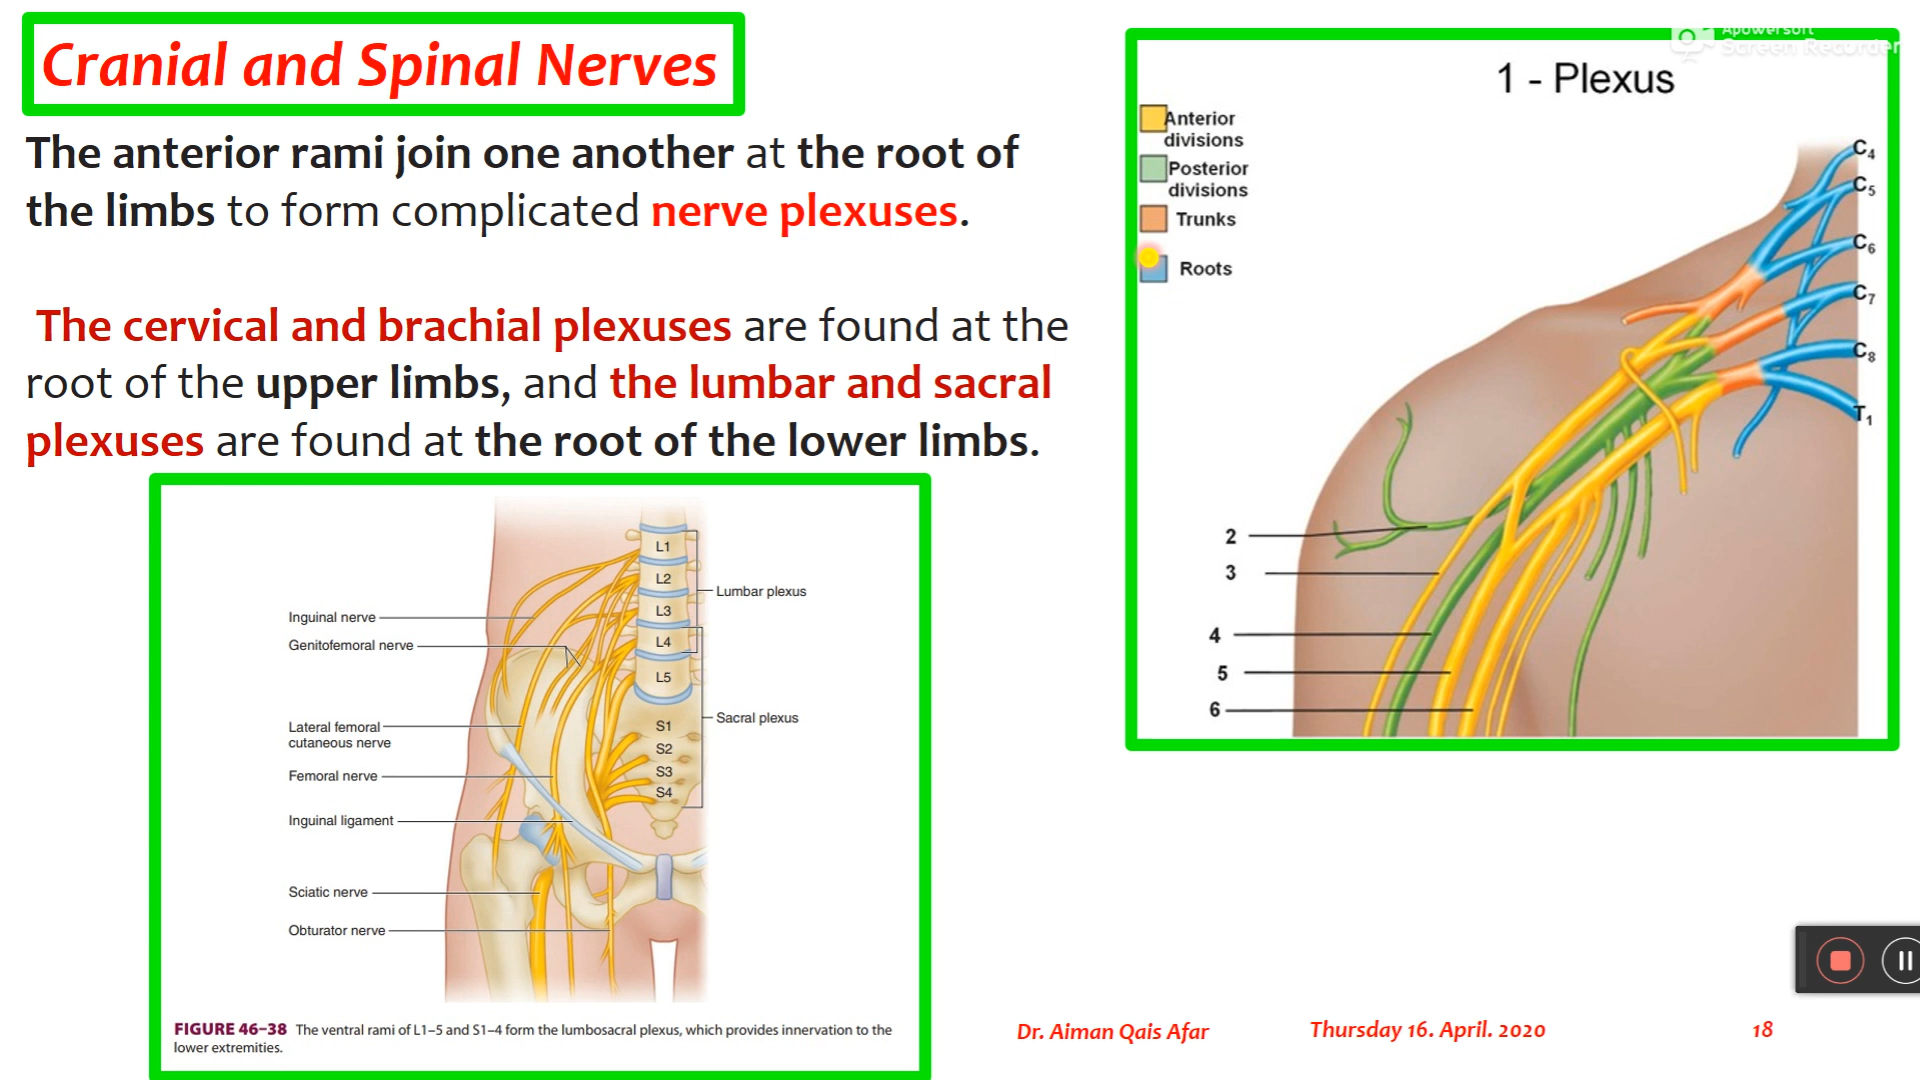 Cranial and Spinal Nerves
The anterior rami join one another at the root of
the limbs to form complicated nerve plexuses.
The cervical and brachial plexuses are found at the
root of the upper limbs, and the lumbar and sacral
plexuses are found at the root of the lower limbs.
L1
L2
L3
L4
L5
S1
S2
S3
S4
Lumbar plexus
Sacral plexus
Inguinal nerve
Genitofemoral nerve
Lateral femoral
cutaneous nerve
Femoral nerve
Inguinal ligament
Sciatic nerve
Obturator nerve
FIGURE 46–38 The ventral rami of L1–5 and S1–4 form the lumbosacral plexus, which provides innervation to the
lower extremities.
Apowersoft
Screen Recorder
1 - Plexus
Anterior
divisions
Posterior
divisions
Trunks
Roots
C4
C5
C6
C7
C8
T1
2
3
4
5
6
Dr. Aiman Qais Afar
Thursday 16. April. 2020
18